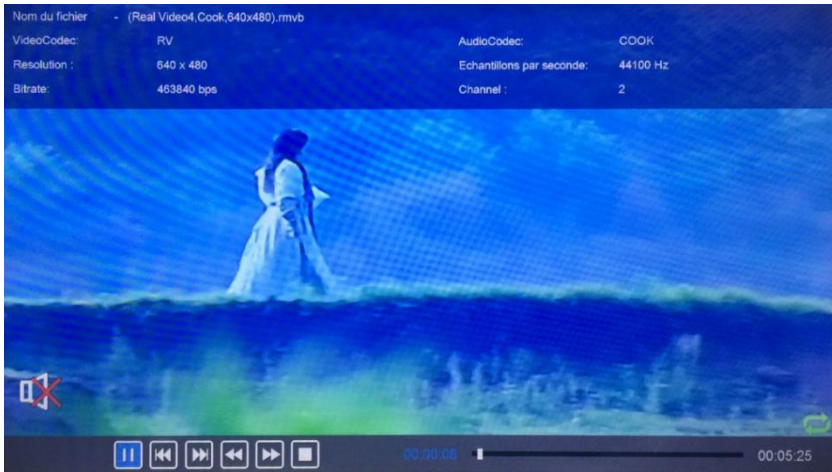 Nom du fichier - (Real Video4,Cook,640x480).rmvb
VideoCodec: RV AudioCodec: COOK
Resolution : 640 x 480 Echantillons par seconde: 44100 Hz
Bitrate: 463840 bps Channel : 2
00:00:06 00:05:25